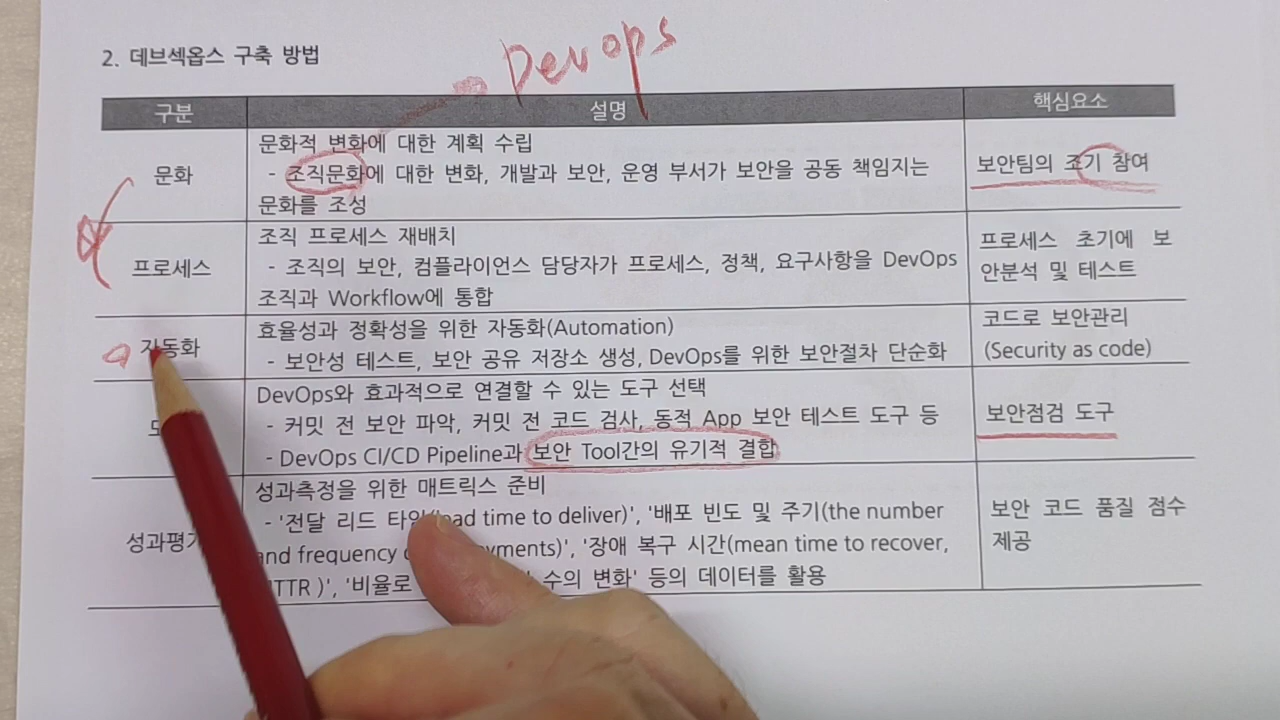 2. 데브섹옵스 구축 방법
Devops
구분 설명 핵심요소
문화적 변화에 대한 계획 수립
문화 - 조직문화에 대한 변화, 개발과 보안, 운영 부서가 보안을 공동 책임지는 보안팀의 조기 참여
문화를 조성
조직 프로세스 재배치
프로세스 - 조직의 보안, 컴플라이언스 담당자가 프로세스, 정책, 요구사항을 DevOps 프로세스 초기에 보
조직과 Workflow에 통합 안분석 및 테스트
효율성과 정확성을 위한 자동화(Automation) 코드로 보안관리
자동화 - 보안성 테스트, 보안 공유 저장소 생성, DevOps를 위한 보안절차 단순화 (Security as code)
DevOps와 효과적으로 연결할 수 있는 도구 선택
- 커밋 전 보안 파악, 커밋 전 코드 검사, 동적 App 보안 테스트 도구 등 보안점검 도구
- DevOps CI/CD Pipeline과 보안 Tool간의 유기적 결합
성과측정을 위한 매트릭스 준비
- '전달 리드 타임(lead time to deliver)', '배포 빈도 및 주기(the number 보안 코드 품질 점수
성과평가 and frequency '장애 복구 시간(mean time to recover, 제공
TTR )', '비율로 수의 변화' 등의 데이터를 활용